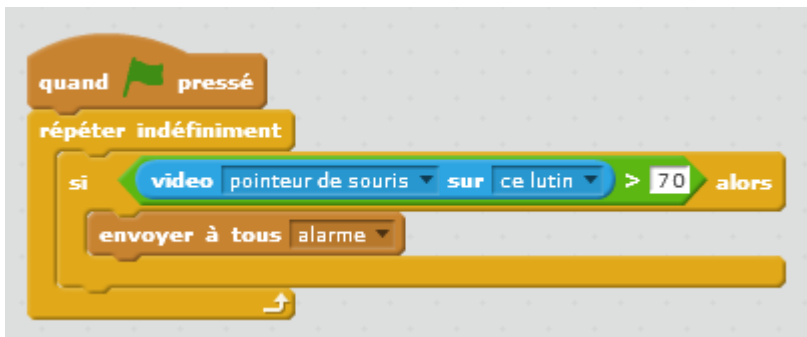 quand pressé
répéter indéfiniment
si video pointeur de souris sur ce lutin > 70 alors
envoyer à tous alarme